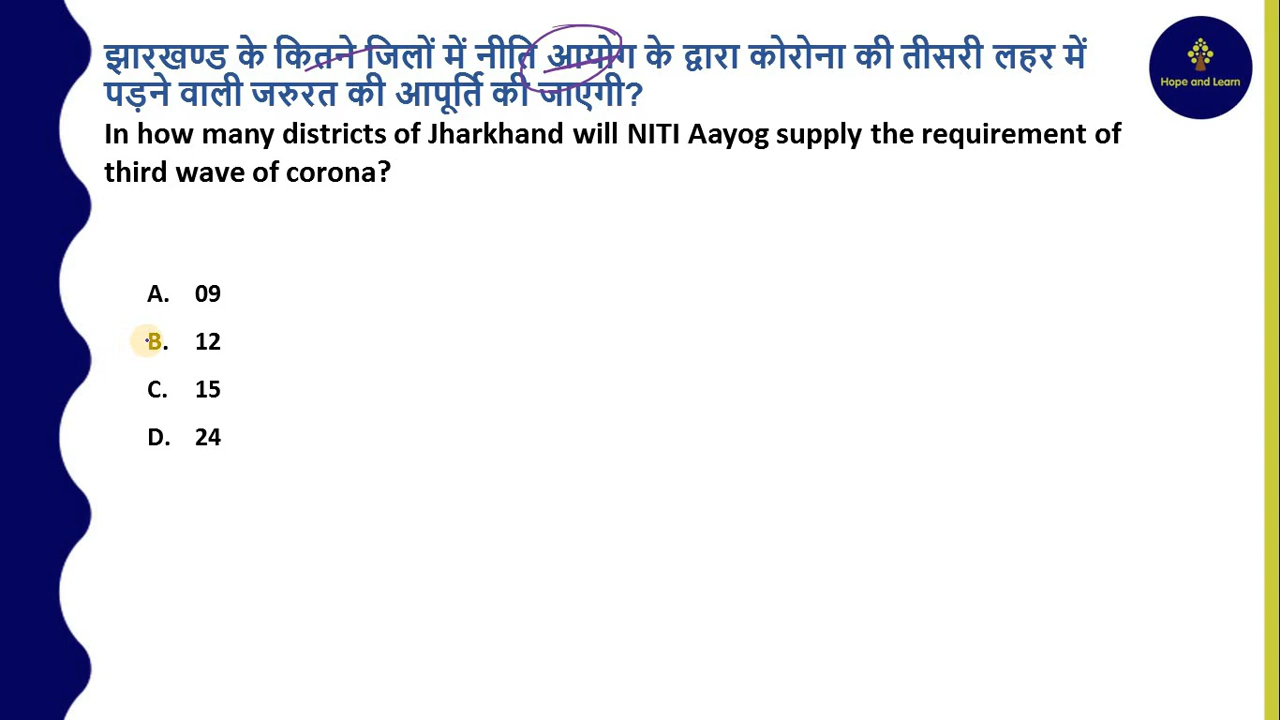 झारखण्ड के कितने जिलों में नीति आयोग के द्वारा कोरोना की तीसरी लहर में
पड़ने वाली जरुरत की आपूर्ति की जाएंगी?
In how many districts of Jharkhand will NITI Aayog supply the requirement of
third wave of corona?
A. 09
B. 12
C. 15
D. 24
Hope and Learn